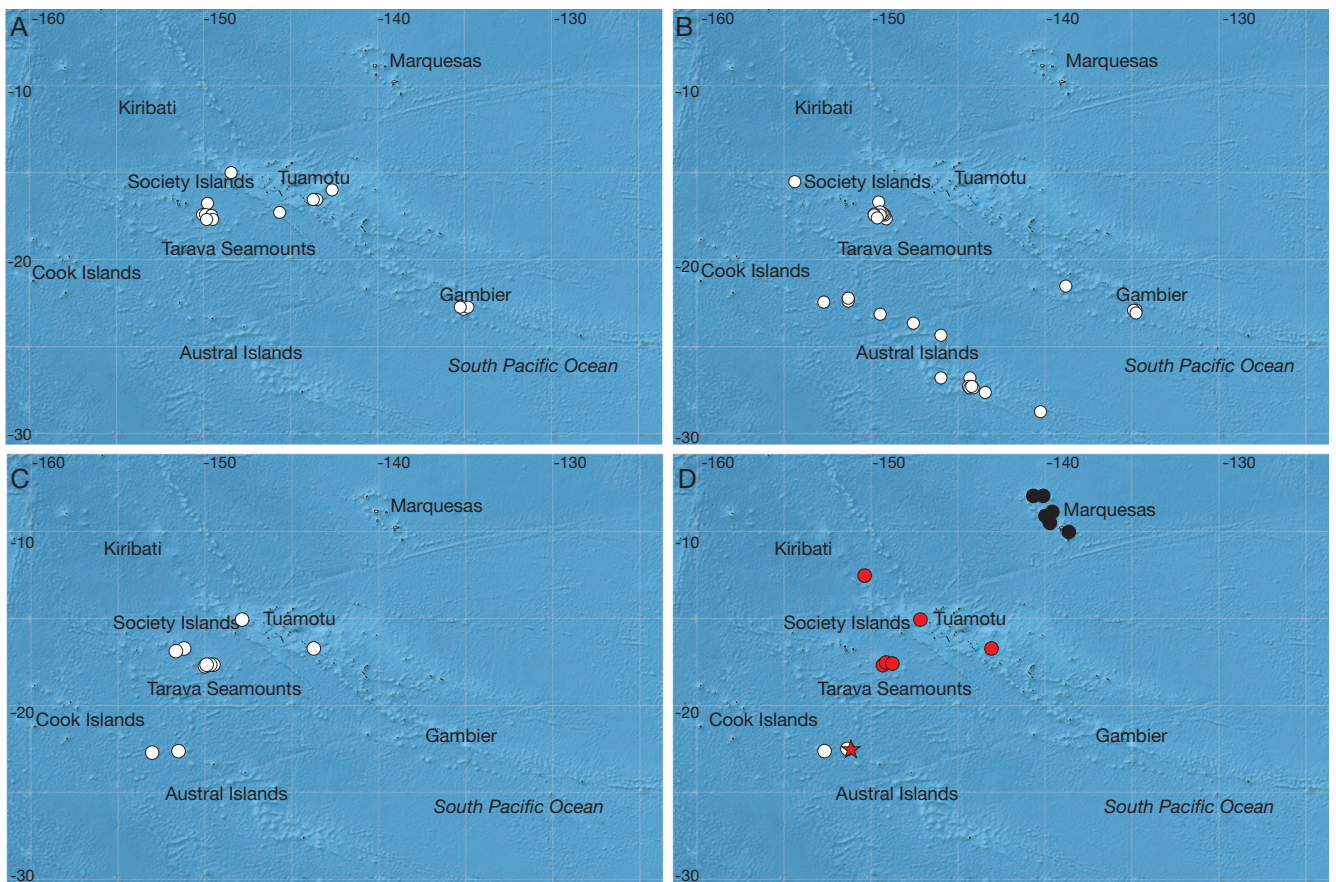 A
-160
-150
-140
-130
Marquesas
-10
Kiribati
Society Islands
Tuamotu
Tarava Seamounts
-20
Cook Islands
Gambier
Austral Islands
South Pacific Ocean
-30
B
-160
-150
-140
-130
Marquesas
-10
Kiribati
Society Islands
Tuamotu
Tarava Seamounts
-20
Cook Islands
Gambier
Austral Islands
South Pacific Ocean
-30
C
-160
-150
-140
-130
Marquesas
-10
Kiribati
Society Islands
Tuamotu
Tarava Seamounts
-20
Cook Islands
Gambier
Austral Islands
South Pacific Ocean
-30
D
-160
-150
-140
-130
Marquesas
-10
Kiribati
Society Islands
Tuamotu
Tarava Seamounts
-20
Cook Islands
Gambier
Austral Islands
South Pacific Ocean
-30